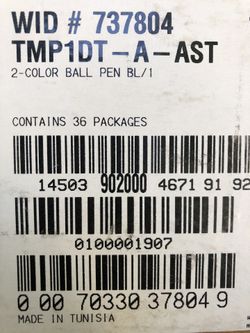 WID # 737804
TMP1DT-A-AST
2-COLOR BALL PEN BL/1
CONTAINS 36 PACKAGES
14503 902000 4671 91 92
0100001907
0 00 70330 37804 9
MADE IN TUNISIA